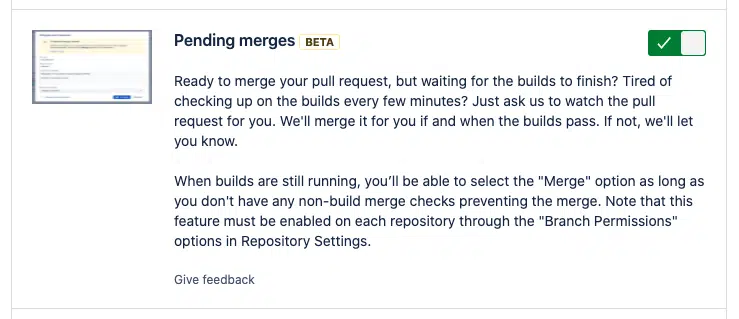 Pending merges BETA
Ready to merge your pull request, but waiting for the builds to finish? Tired of
checking up on the builds every few minutes? Just ask us to watch the pull
request for you. We'll merge it for you if and when the builds pass. If not, we'll let
you know.
When builds are still running, you’ll be able to select the "Merge" option as long as
you don't have any non-build merge checks preventing the merge. Note that this
feature must be enabled on each repository through the "Branch Permissions"
options in Repository Settings.
Give feedback